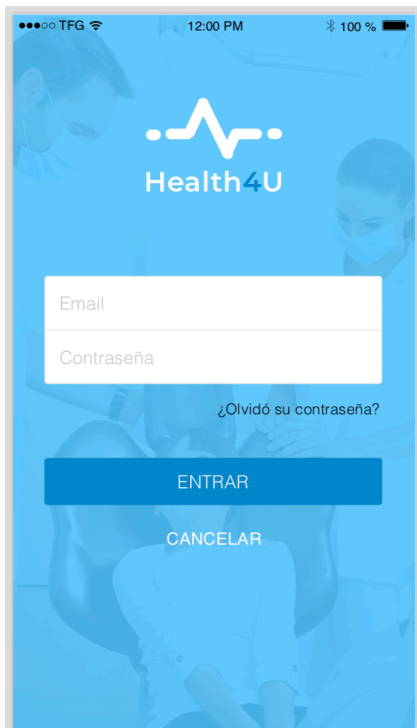 TFG 12:00 PM 100 %
Health4U
Email
Contraseña
¿Olvidó su contraseña?
ENTRAR
CANCELAR